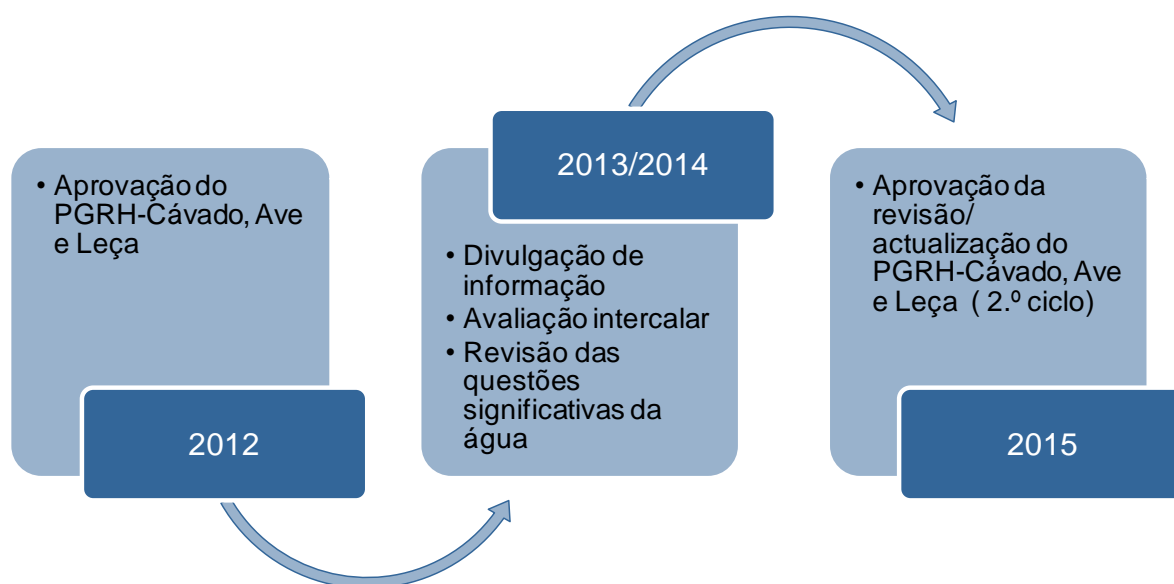 • Aprovação do
PGRH-Cávado, Ave
e Leça
2012
2013/2014
• Divulgação de
informação
• Avaliação intercalar
• Revisão das
questões
significativas da
água
• Aprovação da
revisão/
actualização do
PGRH-Cávado, Ave
e Leça ( 2.º ciclo)
2015